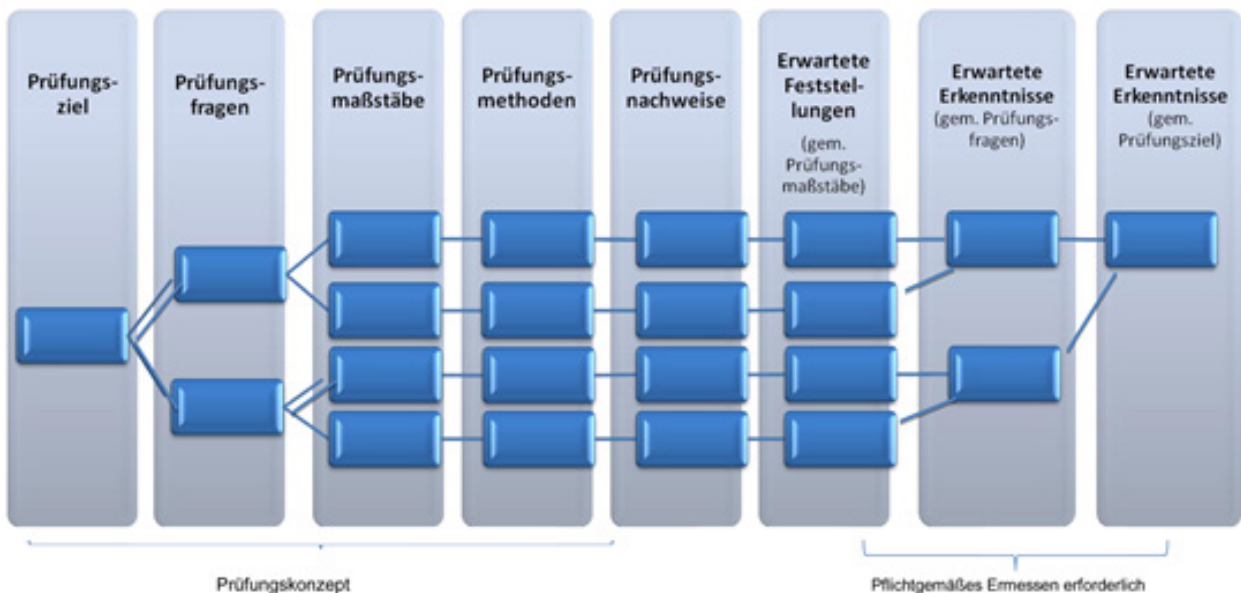 Prüfungs-
ziel
Prüfungs-
fragen
Prüfungs-
maßstäbe
Prüfungs-
methoden
Prüfungs-
nachweise
Erwartete
Feststel-
lungen
(gem.
Prüfungs-
maßstäbe)
Erwartete
Erkenntnisse
(gem. Prüfungs-
fragen)
Erwartete
Erkenntnisse
(gem.
Prüfungsziel)
Prüfungskonzept
Pflichtgemäßes Ermessen erforderlich